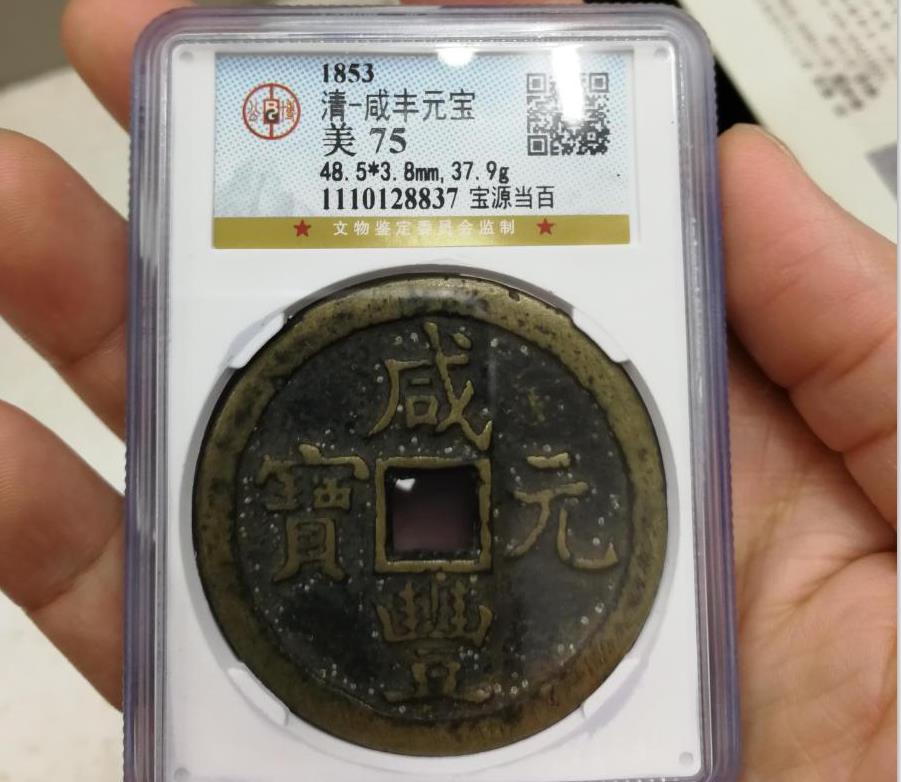 1853
清-咸丰元宝
美 75
48.5*3.8mm,37.9g
1110128837 宝源当百
★ 文物鉴定委员会监制 ★
咸
寶 元
豐